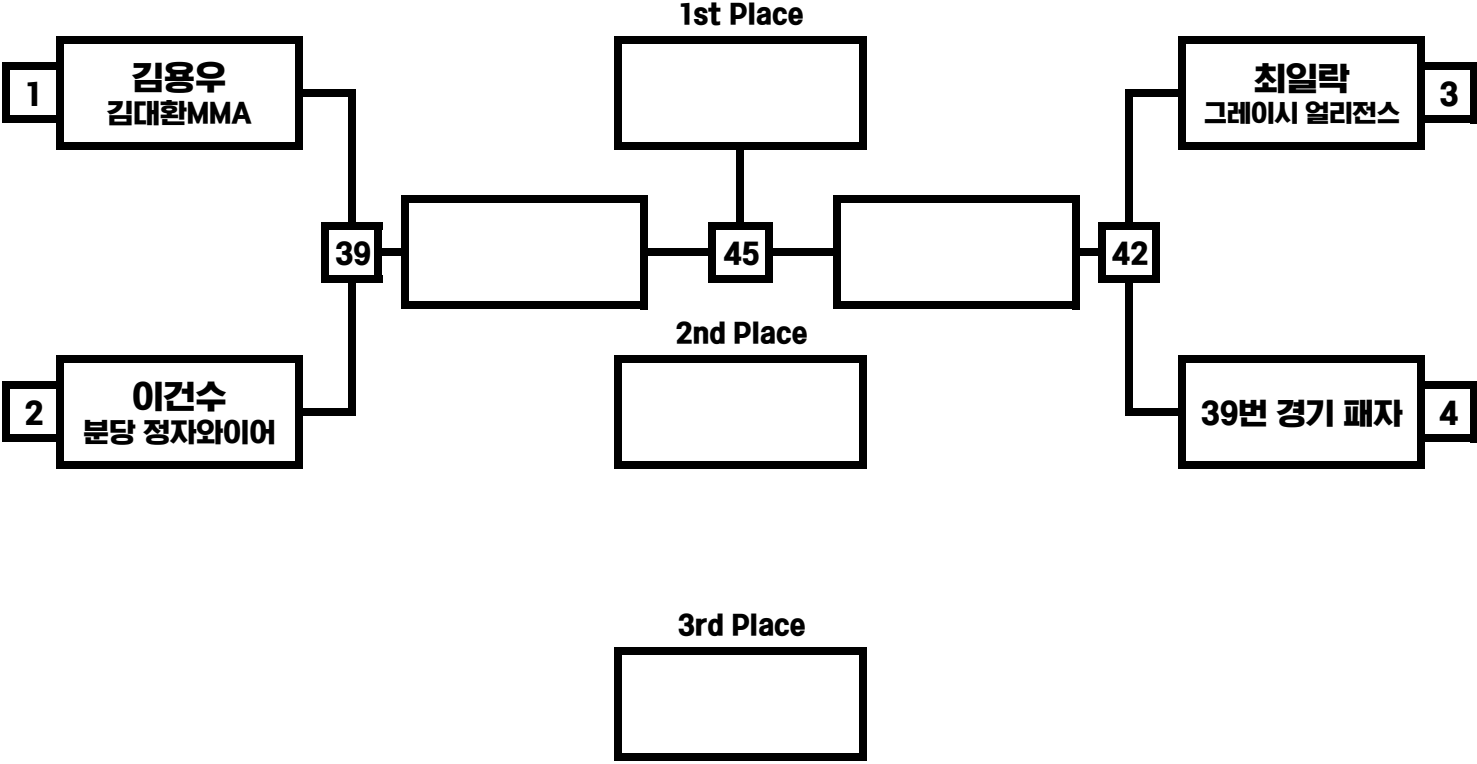 1st Place
1
김용우
김대환MMA
최일락
그레이시 얼리전스
3
39
45
42
2nd Place
2
이건수
분당 정자와이어
39번 경기 패자
4
3rd Place